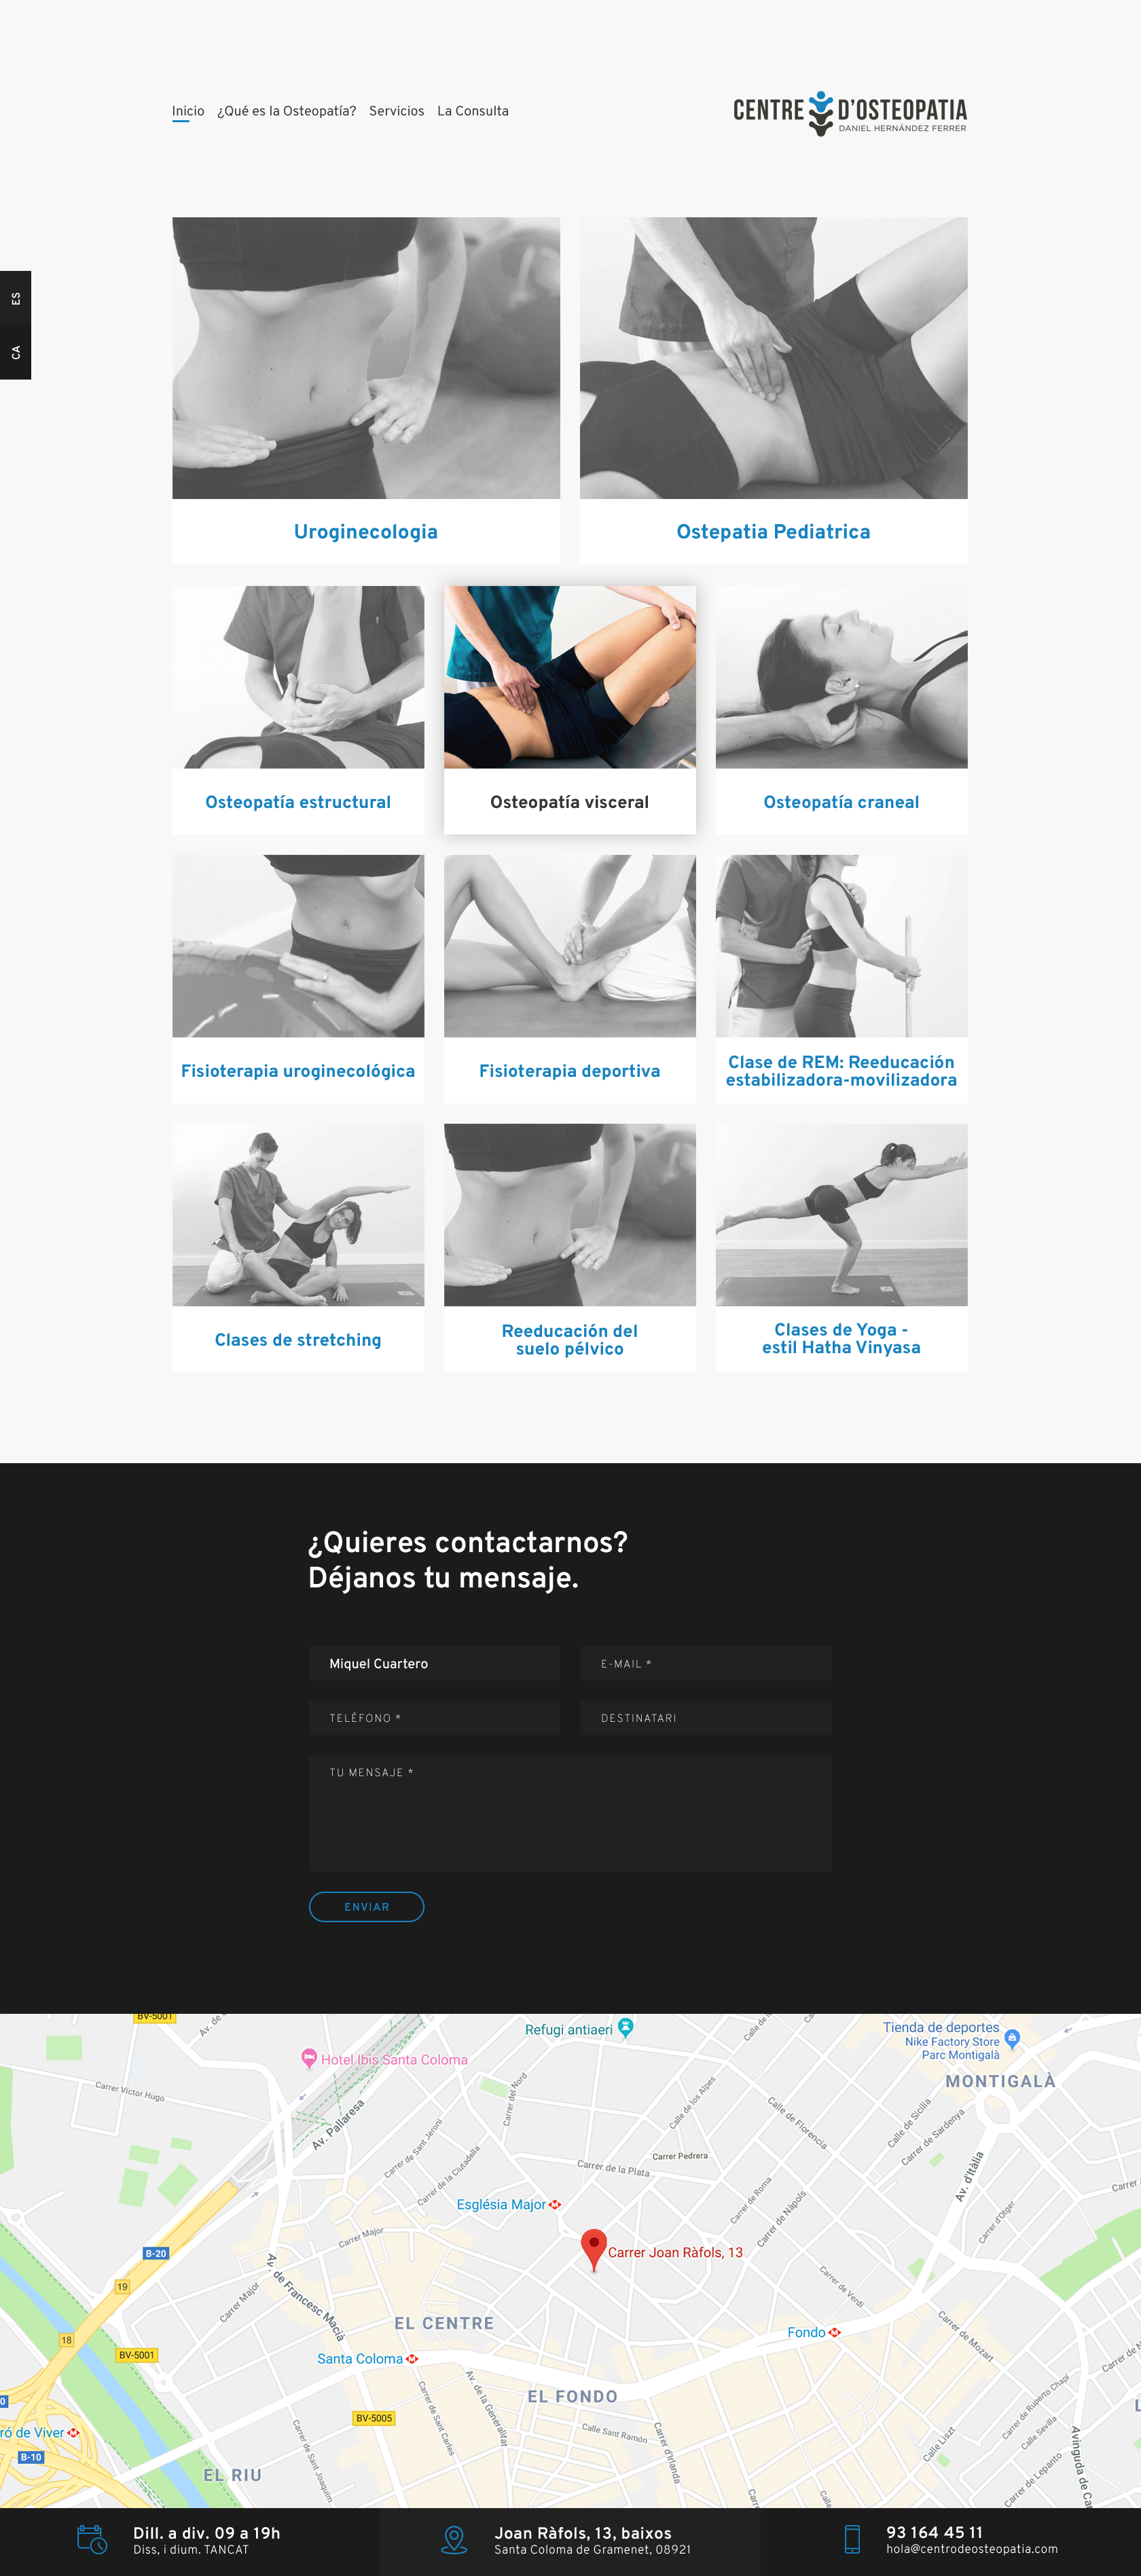 Inicio ¿Qué es la Osteopatía? Servicios La Consulta
CENTRE D'OSTEOPATIA
DANIEL HERNÁNDEZ FERRER
ES
CA
Uroginecologia
Ostepatia Pediatrica
Osteopatía estructural
Osteopatía visceral
Osteopatía craneal
Fisioterapia uroginecológica
Fisioterapia deportiva
Clase de REM: Reeducación
estabilizadora-movilizadora
Clases de stretching
Reeducación del
suelo pélvico
Clases de Yoga -
estil Hatha Vinyasa
¿Quieres contactarnos?
Déjanos tu mensaje.
Miquel Cuartero
E-MAIL *
TELÉFONO *
DESTINATARI
TU MENSAJE *
ENVIAR
BV-5001
Av. de
Refugi antiaeri
Calle de
Tienda de deportes
Nike Factory Store
Parc Montigalà
Hotel Ibis Santa Coloma
MONTIGALÀ
Carrer Víctor Hugo
Av. Pallaresa
Carrer del Nord
Calle de los Alpes
Calle de Florencia
Calle de Sicilia
Carrer de Sardenya
Carrer de Sant Jeroni
Carrer de la Ciutadella
Carrer de la Plata
Carrer Pedrera
Av. d'Itàlia
Carrer
Carrer de Roma
Carrer de Nàpols
Carrer d'Otger
Església Major
Carrer Major
B-20
Carrer Joan Ràfols, 13
19
Carrer Major
Av. de Francesc Macià
Carrer de Verdi
EL CENTRE
Fondo
Carrer de Mozart
18
BV-5001
Santa Coloma
Carrer de
EL FONDO
Av. de la Generalitat
Carrer de Sant Carles
BV-5005
Carrer de Ruperto Chapí
Calle Sevilla
ró de Viver
B-10
Carrer de Sant Joaquim
Calle Sant Ramón
Carrer d'Irlanda
Calle Liszt
Carrer de Lepanto
EL RIU
Calle
Dill. a div. 09 a 19h
Diss, i dium. TANCAT
Joan Ràfols, 13, baixos
Santa Coloma de Gramenet, 08921
93 164 45 11
hola@centrodeosteopatia.com